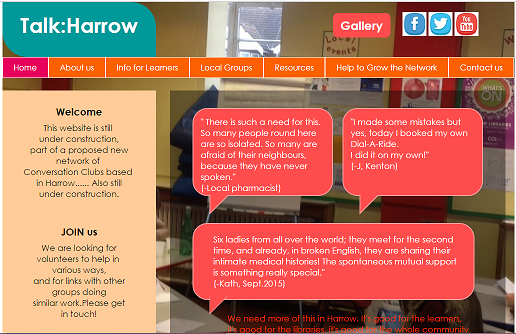 Talk:Harrow
Gallery
You
Tube
Home
About us
Info for Learners
Local Groups
Resources
Help to Grow the Network
Contact us
Local
events
WHAT'S
ON
Welcome
This website is still
under construction,
part of a proposed new
network of
Conversation Clubs based
in Harrow...... Also still
under construction.
JOIN us
We are looking for
volunteers to help in
various ways,
and for links with other
groups doing
similar work.Please get
in touch!
" There is such a need for this.
So many people round here
are so isolated. So many are
afraid of their neighbours,
because they have never
spoken."
(-Local pharmacist)
"I made some mistakes but
yes, today I booked my own
Dial-A-Ride.
I did it on my own!"
(-J, Kenton)
Six ladies from all over the world; they meet for the second
time, and already, in broken English, they are sharing their
intimate medical histories! The spontaneous mutual support
is something really special."
(-Kath, Sept.2015)
We need more of this in Harrow. It's good for the learners,
it's good for the libraries, it's good for the whole community.